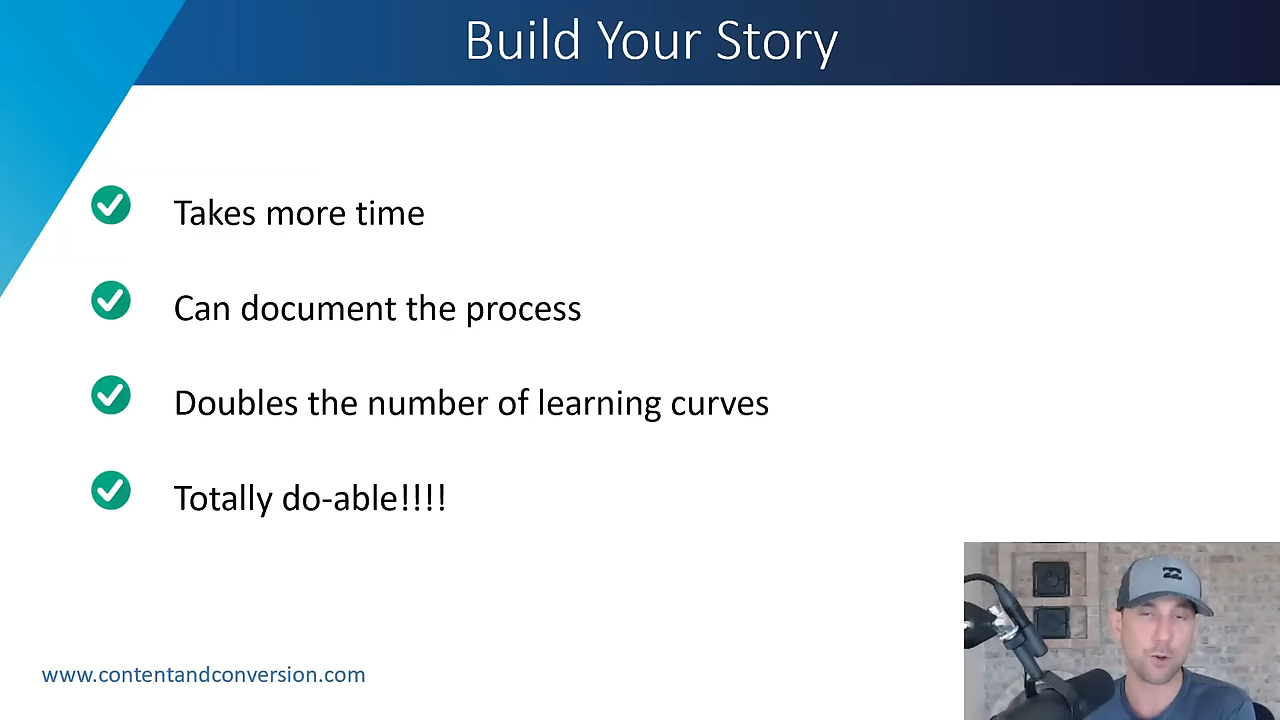 Build Your Story
Takes more time
Can document the process
Doubles the number of learning curves
Totally do-able!!!!
www.contentandconversion.com